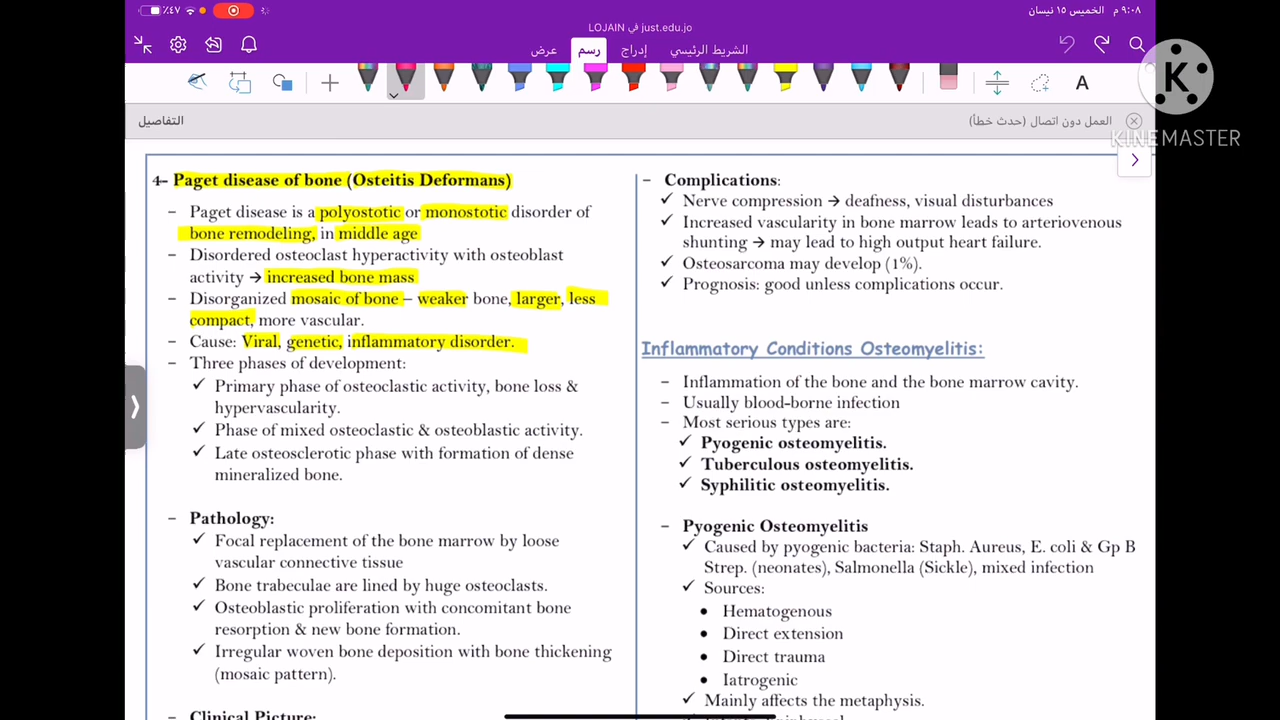 ٩:٠٨ م الخميس ١٥ نيسان
٪٤٧
LOJAIN في just.edu.jo
الشريط الرئيسي إدراج رسم عرض
K
KINEMASTER
العمل دون اتصال (حدث خطأ)
التفاصيل
4- Paget disease of bone (Osteitis Deformans)
– Paget disease is a polyostotic or monostotic disorder of
bone remodeling, in middle age
– Disordered osteoclast hyperactivity with osteoblast
activity → increased bone mass
– Disorganized mosaic of bone – weaker bone, larger, less
compact, more vascular.
– Cause: Viral, genetic, inflammatory disorder.
– Three phases of development:
✓ Primary phase of osteoclastic activity, bone loss &
hypervascularity.
✓ Phase of mixed osteoclastic & osteoblastic activity.
✓ Late osteosclerotic phase with formation of dense
mineralized bone.
– Pathology:
✓ Focal replacement of the bone marrow by loose
vascular connective tissue
✓ Bone trabeculae are lined by huge osteoclasts.
✓ Osteoblastic proliferation with concomitant bone
resorption & new bone formation.
✓ Irregular woven bone deposition with bone thickening
(mosaic pattern).
– Clinical Picture:
– Complications:
✓ Nerve compression → deafness, visual disturbances
✓ Increased vascularity in bone marrow leads to arteriovenous
shunting → may lead to high output heart failure.
✓ Osteosarcoma may develop (1%).
✓ Prognosis: good unless complications occur.
Inflammatory Conditions Osteomyelitis:
– Inflammation of the bone and the bone marrow cavity.
– Usually blood-borne infection
– Most serious types are:
✓ Pyogenic osteomyelitis.
✓ Tuberculous osteomyelitis.
✓ Syphilitic osteomyelitis.
– Pyogenic Osteomyelitis
✓ Caused by pyogenic bacteria: Staph. Aureus, E. coli & Gp B
Strep. (neonates), Salmonella (Sickle), mixed infection
✓ Sources:
• Hematogenous
• Direct extension
• Direct trauma
• Iatrogenic
✓ Mainly affects the metaphysis.